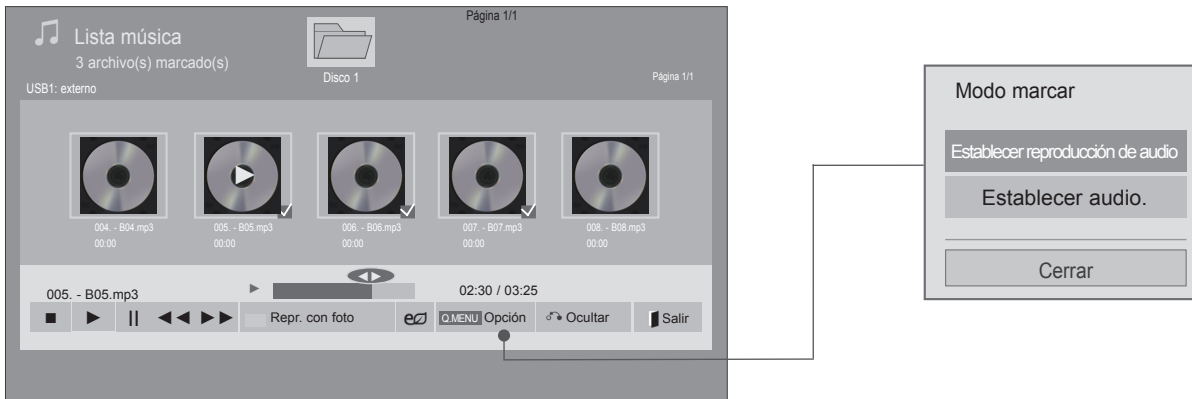 Página 1/1
Lista música
3 archivo(s) marcado(s)
Disco 1
Página 1/1
USB1: externo
004. - B04.mp3
00:00
005. - B05.mp3
00:00
006. - B06.mp3
00:00
007. - B07.mp3
00:00
008. - B08.mp3
00:00
005. - B05.mp3
02:30 / 03:25
Repr. con foto
Q.MENU Opción
Ocultar
Salir
Modo marcar
Establecer reproducción de audio
Establecer audio.
Cerrar